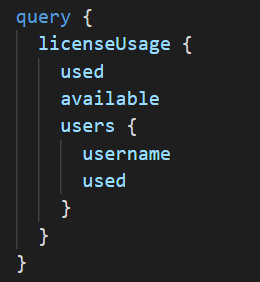 query {
  licenseUsage {
    used
    available
    users {
      username
      used
    }
  }
}